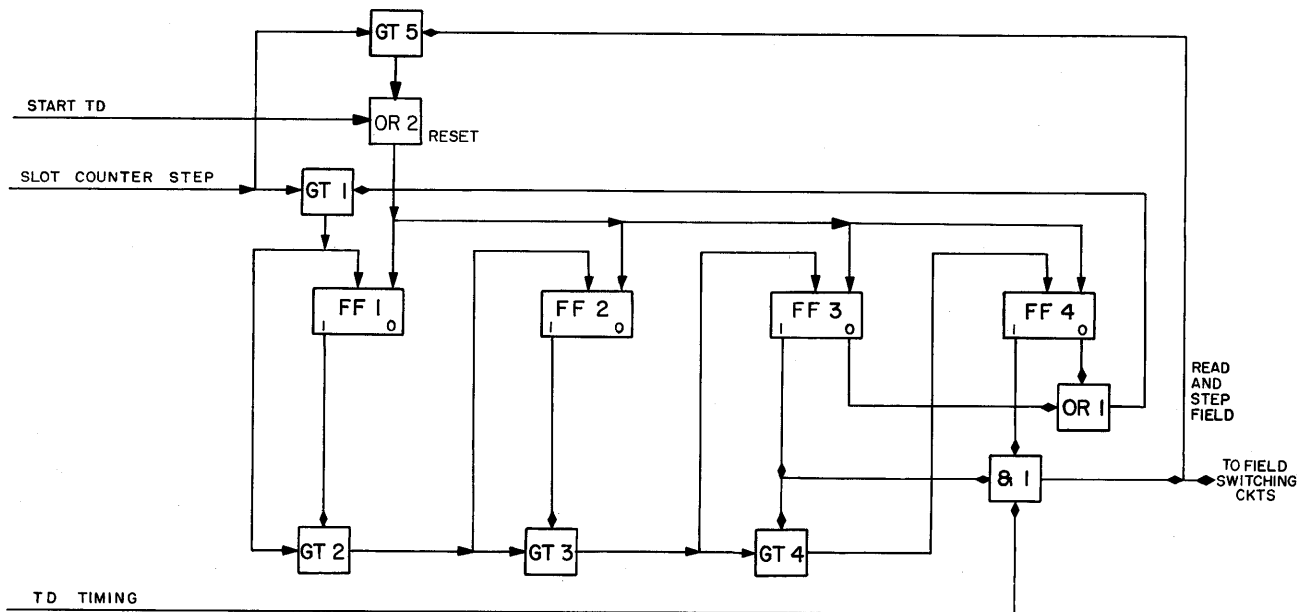 GT 5
START TD
OR 2
RESET
SLOT COUNTER STEP
GT 1
FF 1
1 0
FF 2
1 0
FF 3
1 0
FF 4
1 0
READ
AND
STEP
FIELD
OR 1
& 1
TO FIELD
SWITCHING
CKTS
GT 2
GT 3
GT 4
TD TIMING